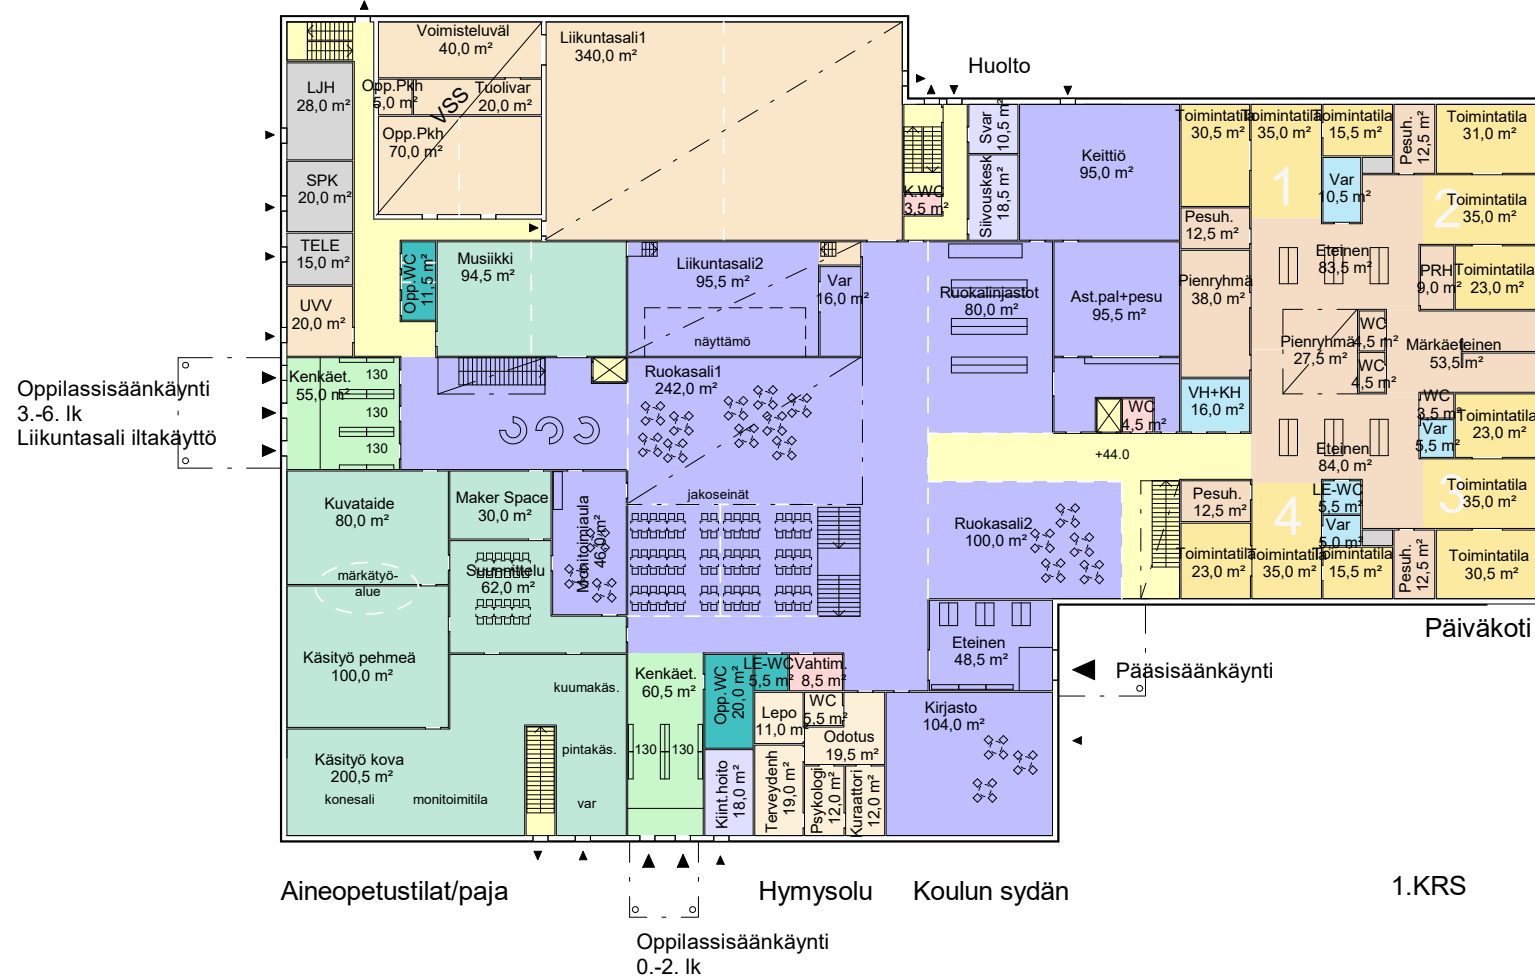 Voimisteluväl
40,0 m²
Liikuntasali1
340,0 m²
Huolto
LJH
28,0 m²
Opp.Pkh
5,0 m²
VSS
Tuolivar
20,0 m²
Opp.Pkh
70,0 m²
Svar
10,5 m²
Keittiö
95,0 m²
Toimintatila
30,5 m²
Toimintatila
35,0 m²
Toimintatila
15,5 m²
Pesuh.
12,5 m²
Toimintatila
31,0 m²
SPK
20,0 m²
K.WC
3,5 m²
Siivouskesk
18,5 m²
1
Var
10,5 m²
2
Toimintatila
35,0 m²
Pesuh.
12,5 m²
TELE
15,0 m²
Opp.WC
11,5 m²
Musiikki
94,5 m²
Liikuntasali2
95,5 m²
Var
16,0 m²
Ruokalinjastot
80,0 m²
Ast.pal+pesu
95,5 m²
Pienryhmä
38,0 m²
Eteinen
83,5 m²
PRH
9,0 m²
Toimintatila
23,0 m²
UVV
20,0 m²
näyttämö
Pienryhmä
27,5 m²
WC
4,5 m²
Märkäeteinen
53,5 m²
WC
4,5 m²
Oppilassisäänkäynti
3.-6. lk
Liikuntasali iltakäyttö
Kenkäet.
55,0 m²
130
130
130
Ruokasali1
242,0 m²
VH+KH
16,0 m²
WC
4,5 m²
WC
3,5 m²
Var
5,5 m²
Toimintatila
23,0 m²
+44.0
Eteinen
84,0 m²
Kuvataide
80,0 m²
Maker Space
30,0 m²
Monitoimiaula
46,0 m²
jakoseinät
Ruokasali2
100,0 m²
Pesuh.
12,5 m²
4
LE-WC
5,5 m²
Var
5,0 m²
3
Toimintatila
35,0 m²
märkätyö-
alue
Suunnittelu
62,0 m²
Toimintatila
23,0 m²
Toimintatila
35,0 m²
Toimintatila
15,5 m²
Pesuh.
12,5 m²
Toimintatila
30,5 m²
Päiväkoti
Käsityö pehmeä
100,0 m²
Eteinen
48,5 m²
Pääsisäänkäynti
kuumakäs.
Kenkäet.
60,5 m²
Opp.WC
20,0 m²
LE-WC
5,5 m²
Vahtim.
8,5 m²
Lepo
11,0 m²
WC
5,5 m²
Odotus
19,5 m²
Kirjasto
104,0 m²
Käsityö kova
200,5 m²
pintakäs.
130
130
konesali
monitoimitila
var
Kiint.hoito
18,0 m²
Terveydenh
19,0 m²
Psykologi
12,0 m²
Kuraattori
12,0 m²
Aineopetustilat/paja
Hymysolu
Koulun sydän
1.KRS
Oppilassisäänkäynti
0.-2. lk